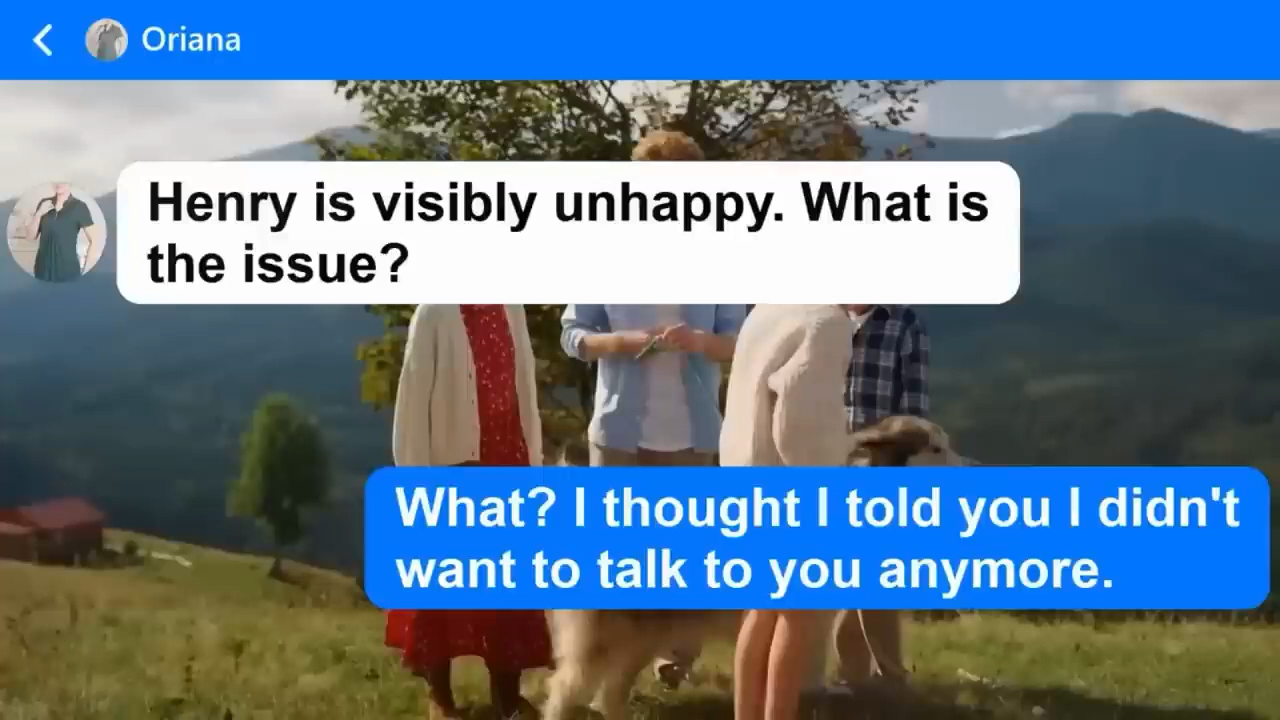 Oriana
Henry is visibly unhappy. What is
the issue?
What? I thought I told you I didn't
want to talk to you anymore.